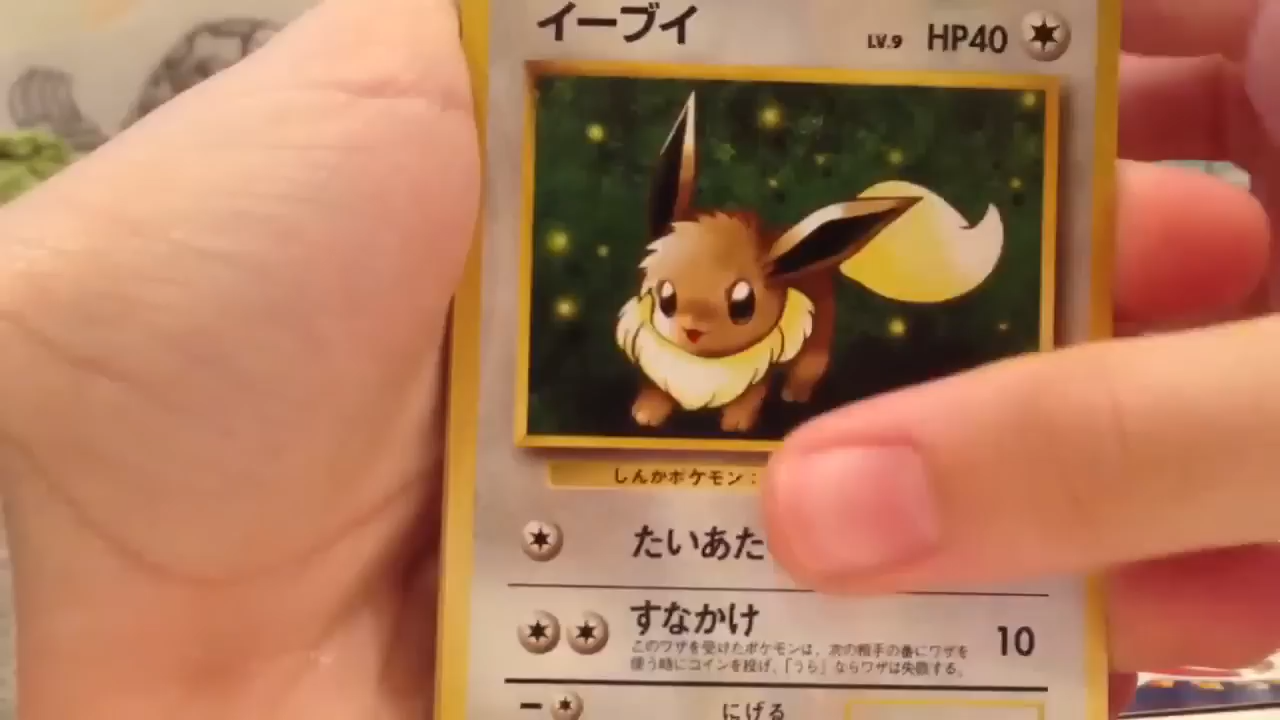 イーブイ LV.9 HP40
しんかポケモン:
たいあた
すなかけ 10
このワザを受けたポケモンは、次の相手の番にワザを
使う時にコインを投げ、「うら」ならワザは失敗する。
ー にげる